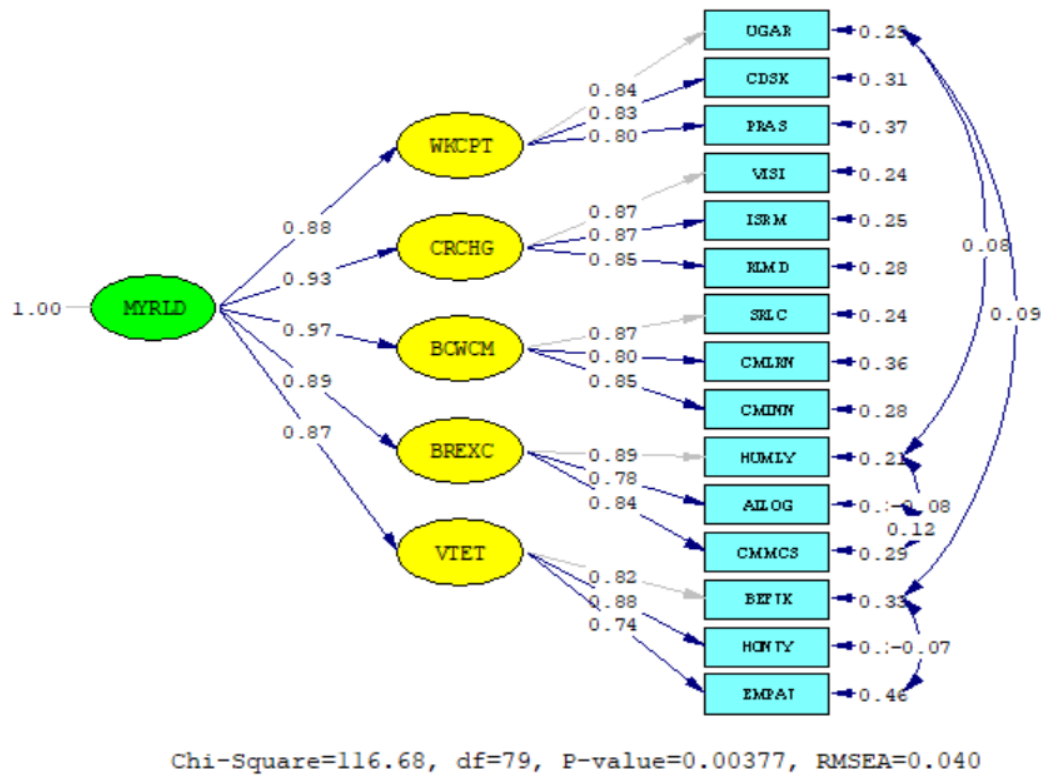 UGAR
0.29
CDSK
0.31
0.84
0.83
0.80
PRAS
0.37
WKCPT
VISI
0.24
0.88
0.87
0.87
0.85
ISRM
0.25
CRCHG
0.08
RLMD
0.28
0.93
1.00
MYRLD
SRLC
0.24
0.09
0.97
0.87
0.80
0.85
BCWCM
CMLRN
0.36
0.89
CMINN
0.28
0.87
BREXC
0.89
0.78
0.84
HUMLY
0.21
AILOG
-0.08
0.12
CMMCS
0.29
VTET
0.82
0.88
0.74
0.33
HONTY
-0.07
0.46
Chi-Square=116.68, df=79, P-value=0.00377, RMSEA=0.040